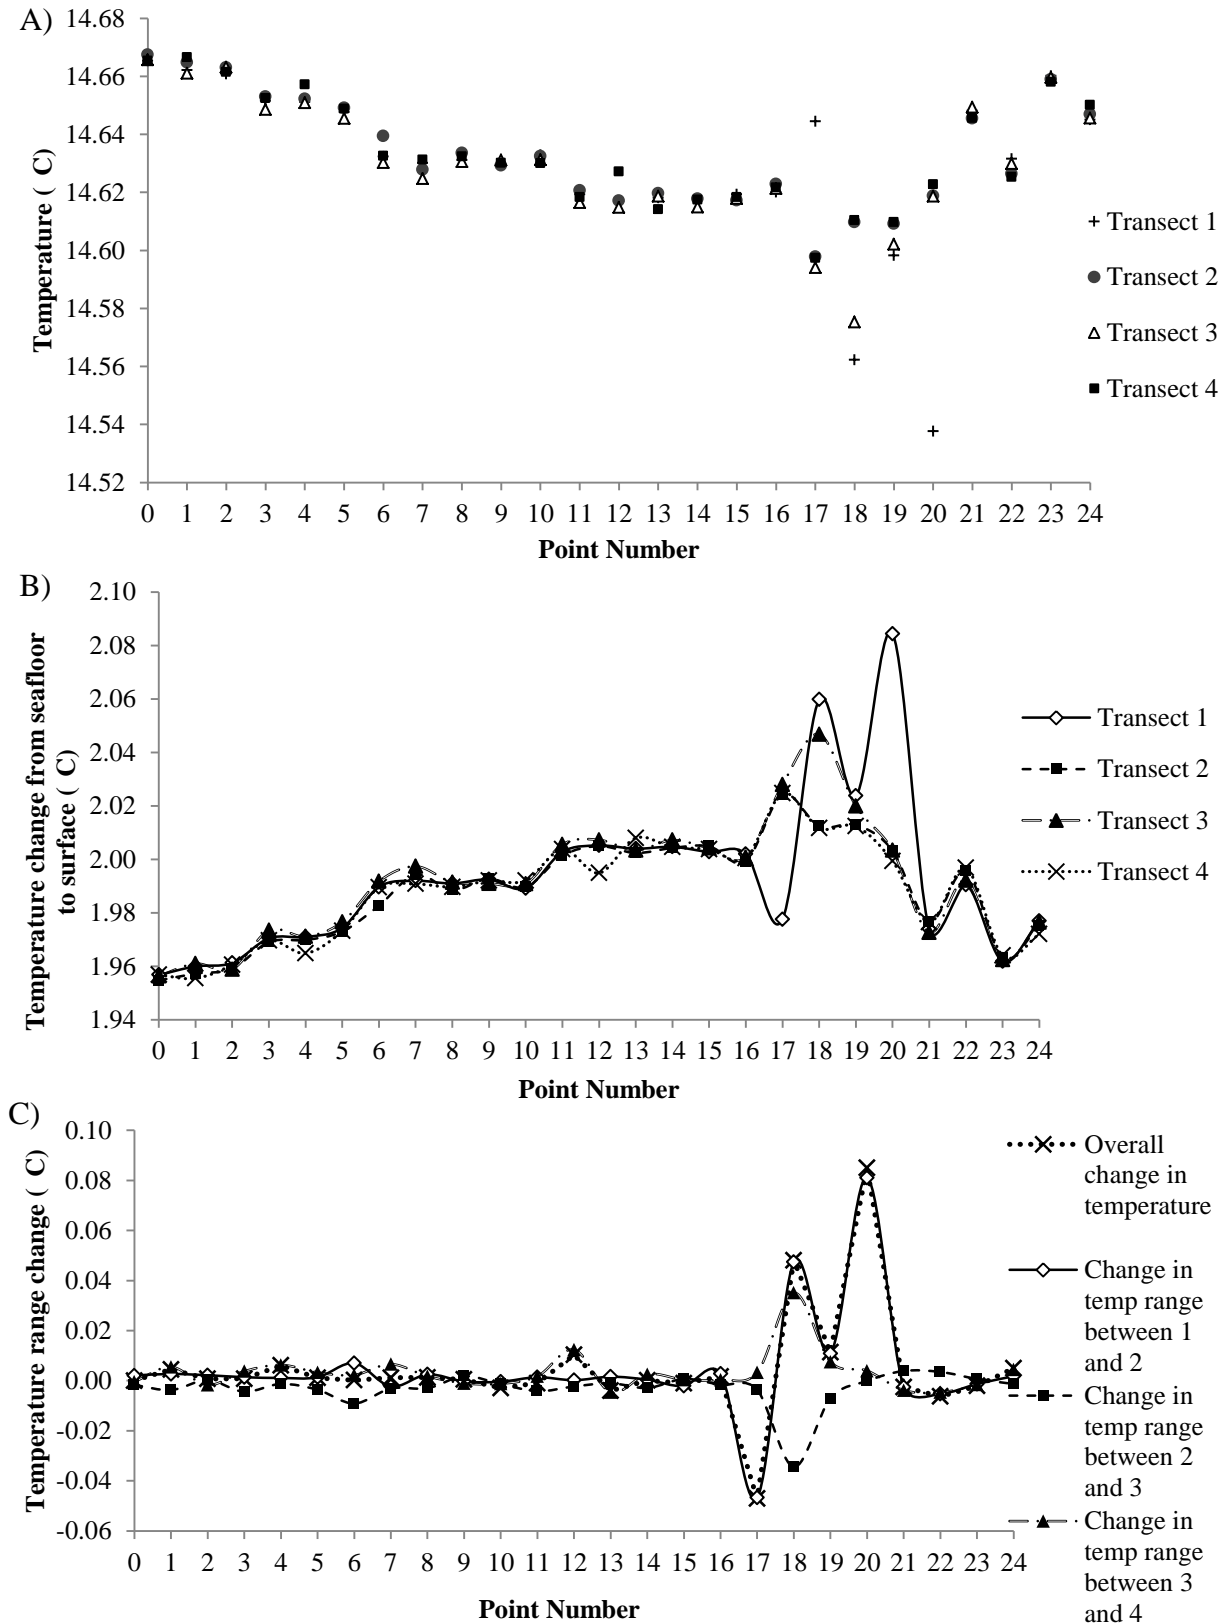 A)
14.68
14.66
14.64
14.62
14.60
14.58
14.56
14.54
14.52
Temperature ( C)
0 1 2 3 4 5 6 7 8 9 10 11 12 13 14 15 16 17 18 19 20 21 22 23 24
Point Number
Transect 1
Transect 2
Transect 3
Transect 4
B)
2.10
2.08
2.06
2.04
2.02
2.00
1.98
1.96
1.94
Temperature change from seafloor
to surface ( C)
0 1 2 3 4 5 6 7 8 9 10 11 12 13 14 15 16 17 18 19 20 21 22 23 24
Point Number
Transect 1
Transect 2
Transect 3
Transect 4
C)
0.10
0.08
0.06
0.04
0.02
0.00
-0.02
-0.04
-0.06
Temperature range change ( C)
0 1 2 3 4 5 6 7 8 9 10 11 12 13 14 15 16 17 18 19 20 21 22 23 24
Point Number
Overall
change in
temperature
Change in
temp range
between 1
and 2
Change in
temp range
between 2
and 3
Change in
temp range
between 3
and 4